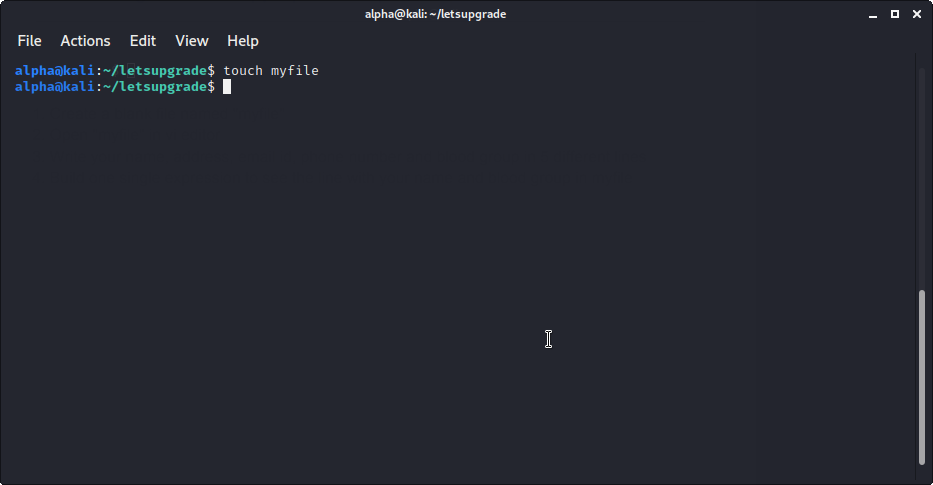 alpha@kali: ~/letsupgrade
File Actions Edit View Help
alpha@kali:~/letsupgrade$ touch myfile
alpha@kali:~/letsupgrade$